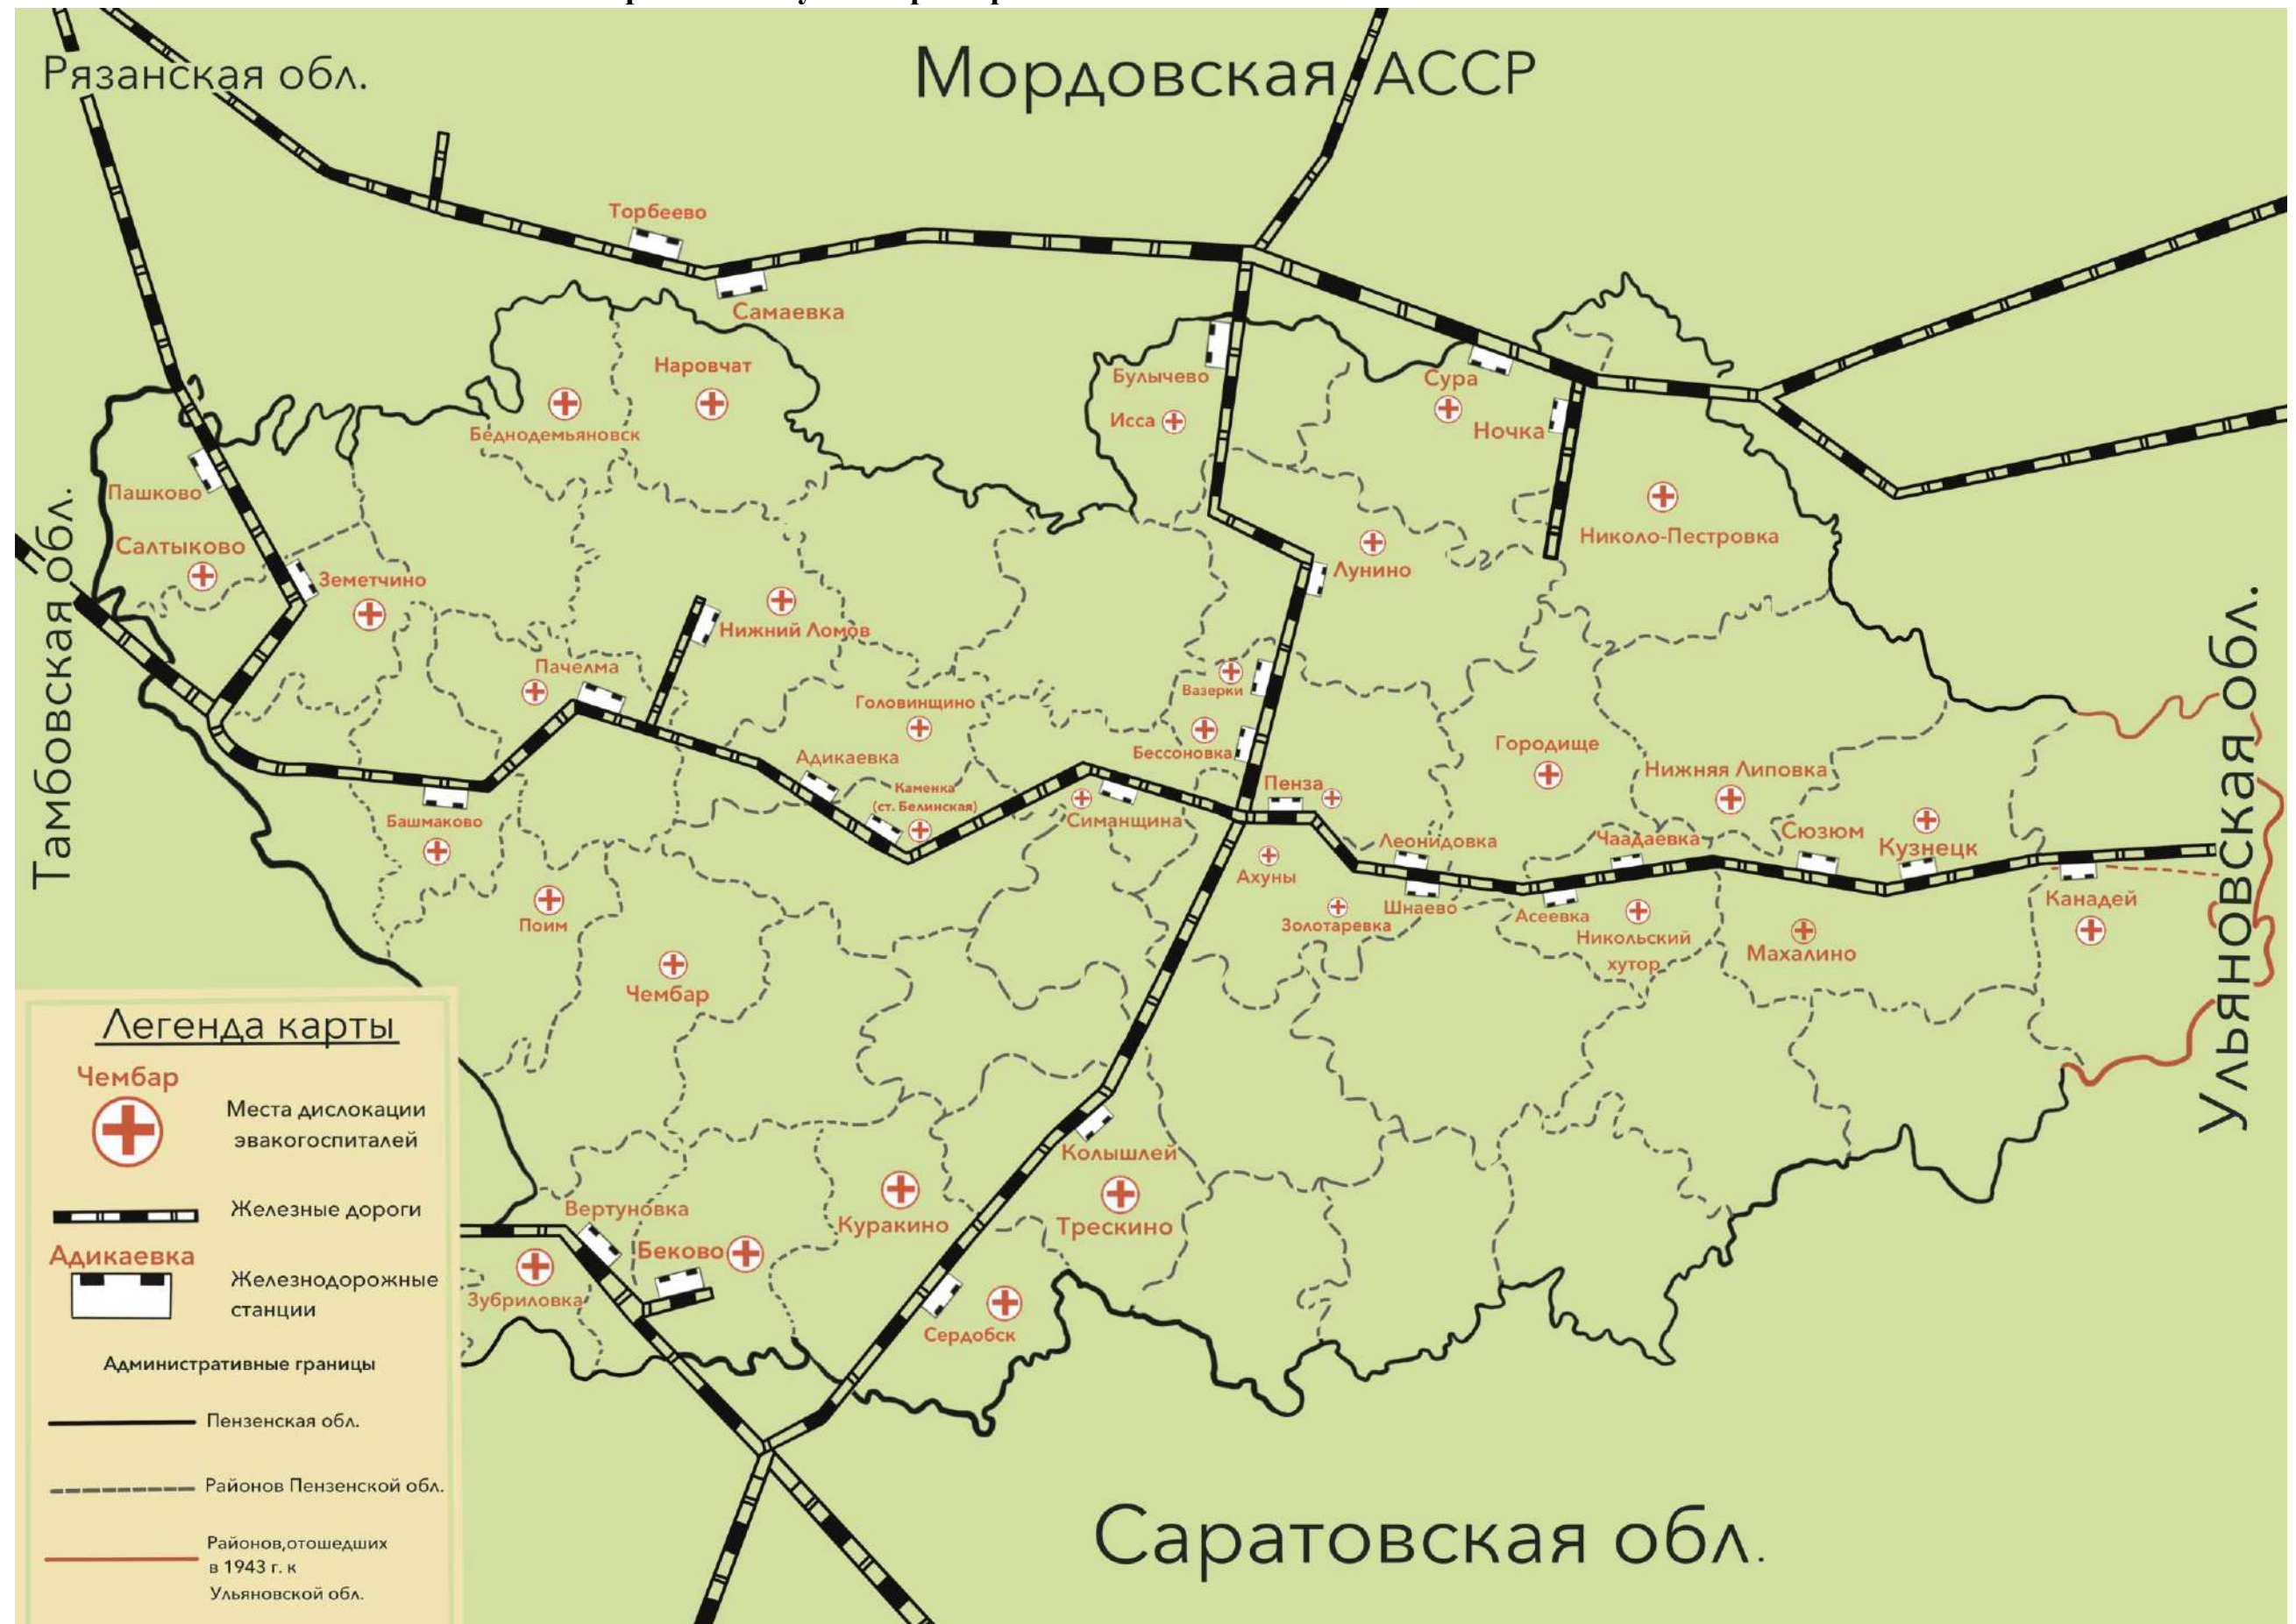 Рязанская обл.
Мордовская АССР
Торбеево
Самаевка
Наровчат
Беднодемьяновск
Булычево
Исса
Сура
Ночка
Пашково
Салтыково
Земетчино
Тамбовская обл.
Николо-Пестровка
Лунино
Нижний Ломов
Пачелма
Вазерки
Головинщино
Бессоновка
Адикаевка
Каменка
(ст. Белинская)
Симанщина
Пенза
Городище
Нижняя Липовка
Башмаково
Леонидовка
Чаадаевка
Сюзюм
Кузнецк
Ахуны
Поим
Золотаревка
Шнаево
Асеевка
Никольский
хутор
Махалино
Канадей
Ульяновская обл.
Чембар
Колышлей
Трескино
Куракино
Вертуновка
Беково
Зубриловка
Сердобск
Саратовская обл.
Легенда карты
Чембар
Места дислокации
эвакогоспиталей
Железные дороги
Адикаевка
Железнодорожные
станции
Административные границы
Пензенская обл.
Районов Пензенской обл.
Районов,отошедших
в 1943 г. к
Ульяновской обл.